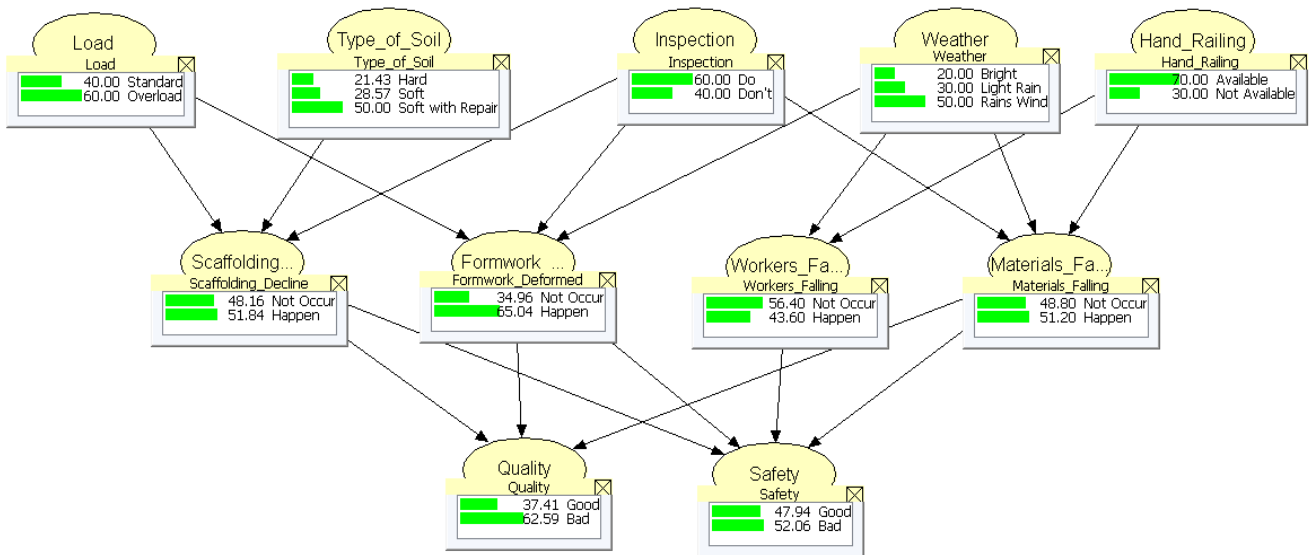 Load
Load
40.00 Standard
60.00 Overload
Type_of_Soil
Type_of_Soil
21.43 Hard
28.57 Soft
50.00 Soft with Repair
Inspection
Inspection
60.00 Do
40.00 Don't
Weather
Weather
20.00 Bright
30.00 Light Rain
50.00 Rains Wind
Hand_Railing
Hand_Railing
70.00 Available
30.00 Not Available
Scaffolding...
Scaffolding_Decline
48.16 Not Occur
51.84 Happen
Formwork_...
Formwork_Deformed
34.96 Not Occur
65.04 Happen
Workers_Fa...
Workers_Falling
56.40 Not Occur
43.60 Happen
Materials_Fa...
Materials_Falling
48.80 Not Occur
51.20 Happen
Quality
Quality
37.41 Good
62.59 Bad
Safety
Safety
47.94 Good
52.06 Bad